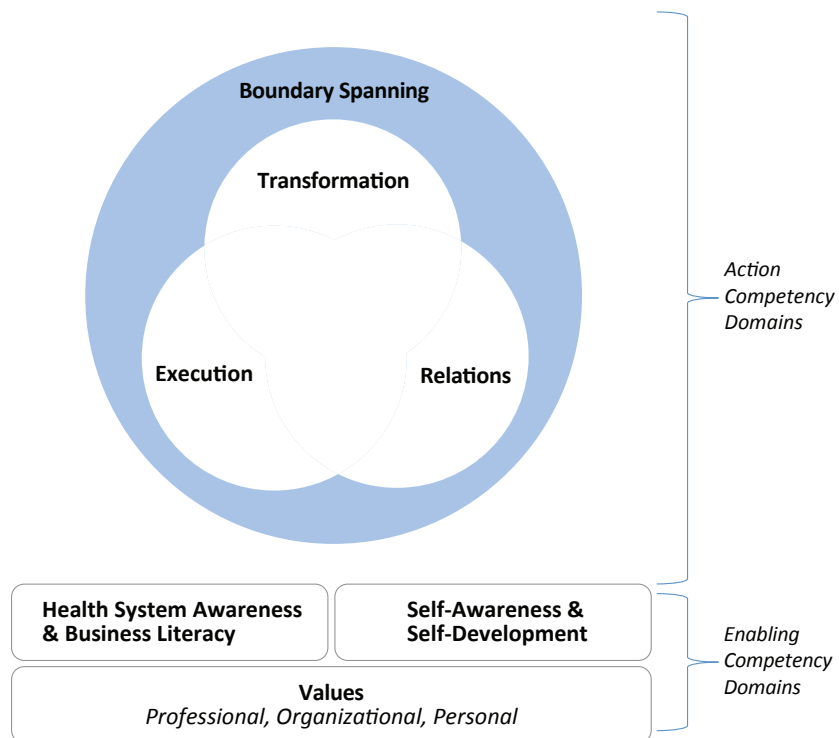 Boundary Spanning
Transformation
Execution
Relations
Action
Competency
Domains
Health System Awareness
& Business Literacy
Self-Awareness &
Self-Development
Values
Professional, Organizational, Personal
Enabling
Competency
Domains